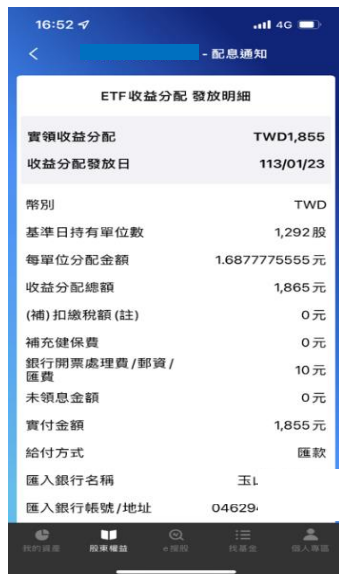 16:52
4G
- 配息通知
ETF收益分配 發放明細
實領收益分配 TWD1,855
收益分配發放日 113/01/23
幣別 TWD
基準日持有單位數 1,292股
每單位分配金額 1.6877775555元
收益分配總額 1,865元
(補)扣繳稅額(註) 0元
補充健保費 0元
銀行開票處理費/郵資/
匯費 10元
未領息金額 0元
實付金額 1,855元
給付方式 匯款
匯入銀行名稱 玉
匯入銀行帳號/地址 04629
我的資產 股東權益 e搜股 找基金 個人專區